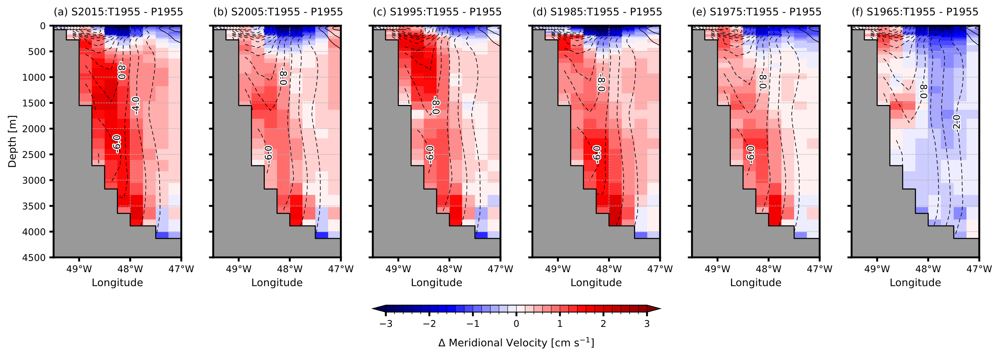 (a) S2015:T1955 - P1955
(b) S2005:T1955 - P1955
(c) S1995:T1955 - P1955
(d) S1985:T1955 - P1955
(e) S1975:T1955 - P1955
(f) S1965:T1955 - P1955
0
500
1000
1500
2000
2500
3000
3500
4000
4500
Depth [m]
-8.0
-4.0
-6.0
-8.0
-6.0
-8.0
-6.0
-8.0
-6.0
-8.0
-6.0
-8.0
-2.0
49°W 48°W 47°W
49°W 48°W 47°W
49°W 48°W 47°W
49°W 48°W 47°W
49°W 48°W 47°W
49°W 48°W 47°W
Longitude
Longitude
Longitude
Longitude
Longitude
Longitude
−3 −2 −1 0 1 2 3
Δ Meridional Velocity [cm s⁻¹]